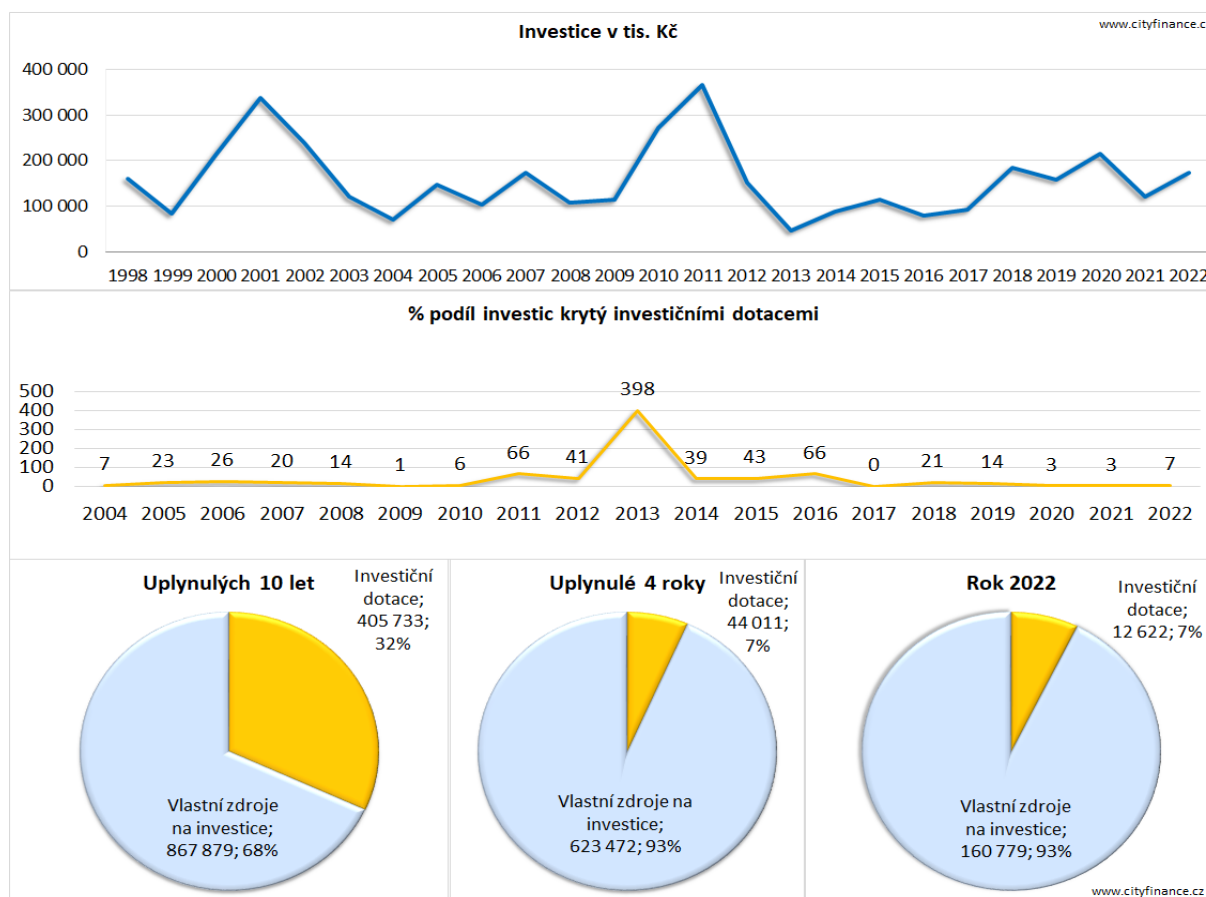 Investice v tis. Kč
www.cityfinance.c
400 000
300 000
200 000
100 000
0
1998 1999 2000 2001 2002 2003 2004 2005 2006 2007 2008 2009 2010 2011 2012 2013 2014 2015 2016 2017 2018 2019 2020 2021 2022
% podíl investic krytý investičními dotacemi
500
400
300
200
100
0
7 23 26 20 14 1 6 66 41 398 39 43 66 0 21 14 3 3 7
2004 2005 2006 2007 2008 2009 2010 2011 2012 2013 2014 2015 2016 2017 2018 2019 2020 2021 2022
Uplynulých 10 let
Investiční
dotace;
405 733;
32%
Vlastní zdroje
na investice;
867 879; 68%
Uplynulé 4 roky
Investiční
dotace;
44 011;
7%
Vlastní zdroje na
investice;
623 472; 93%
Rok 2022
Investiční
dotace;
12 622; 7%
Vlastní zdroje
na investice;
160 779; 93%
www.cityfinance.cz